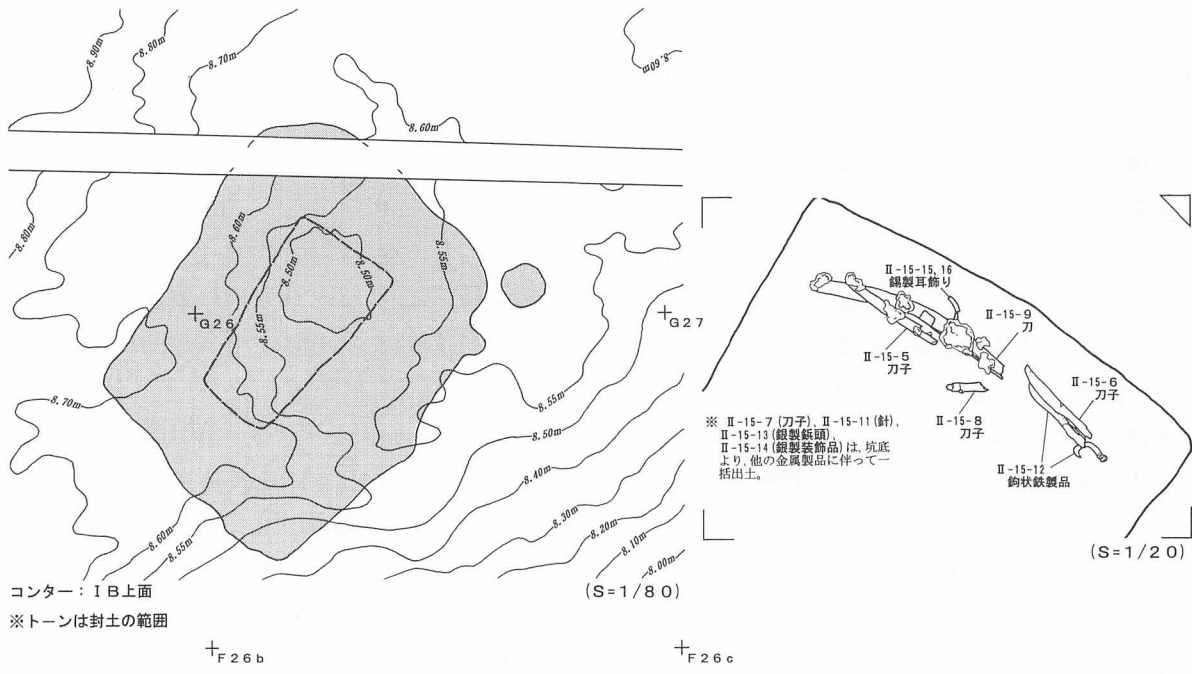 8.90m
8.80m
8.70m
8.60m
8.60m
8.80m
8.60m
8.55m
8.50m
8.50m
8.55m
G26
G27
8.70m
8.55m
8.50m
8.40m
8.30m
8.20m
8.10m
8.00m
8.60m
8.55m
コンター：ⅠB上面
(S=1/80)
※トーンは封土の範囲
F26b
F26c
Ⅱ-15-15,16
錫製耳飾り
Ⅱ-15-9
刀
Ⅱ-15-5
刀子
Ⅱ-15-6
刀子
Ⅱ-15-8
刀子
※ Ⅱ-15-7(刀子)、Ⅱ-15-11(針)、
Ⅱ-15-13(銀製鋲頭)、
Ⅱ-15-14(銀製装飾品)は、坑底
より、他の金属製品に伴って一
括出土。
Ⅱ-15-12
鉤状鉄製品
(S=1/20)